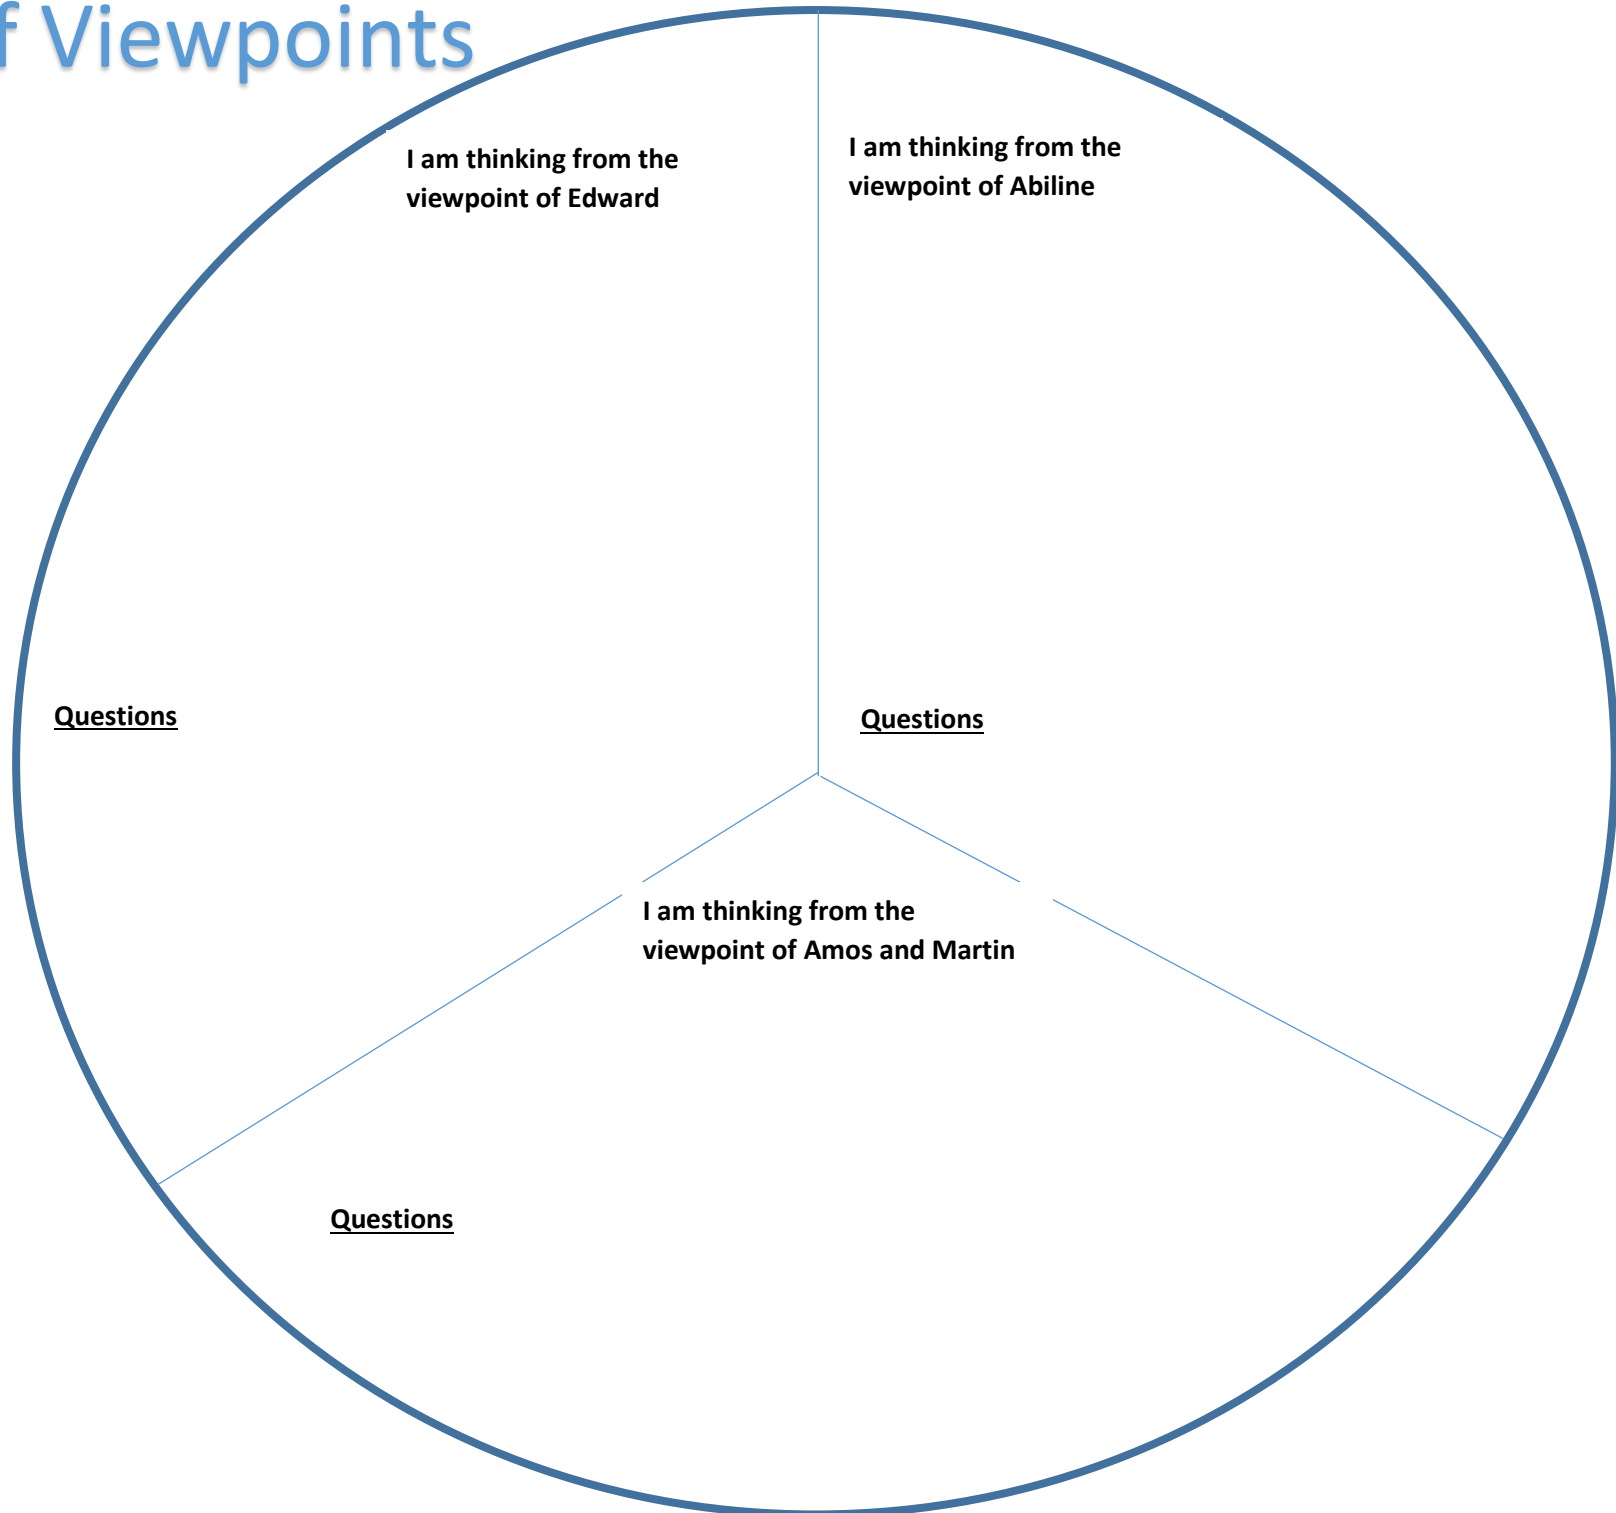 f Viewpoints
I am thinking from the
viewpoint of Edward
I am thinking from the
viewpoint of Abiline
Questions
Questions
I am thinking from the
viewpoint of Amos and Martin
Questions